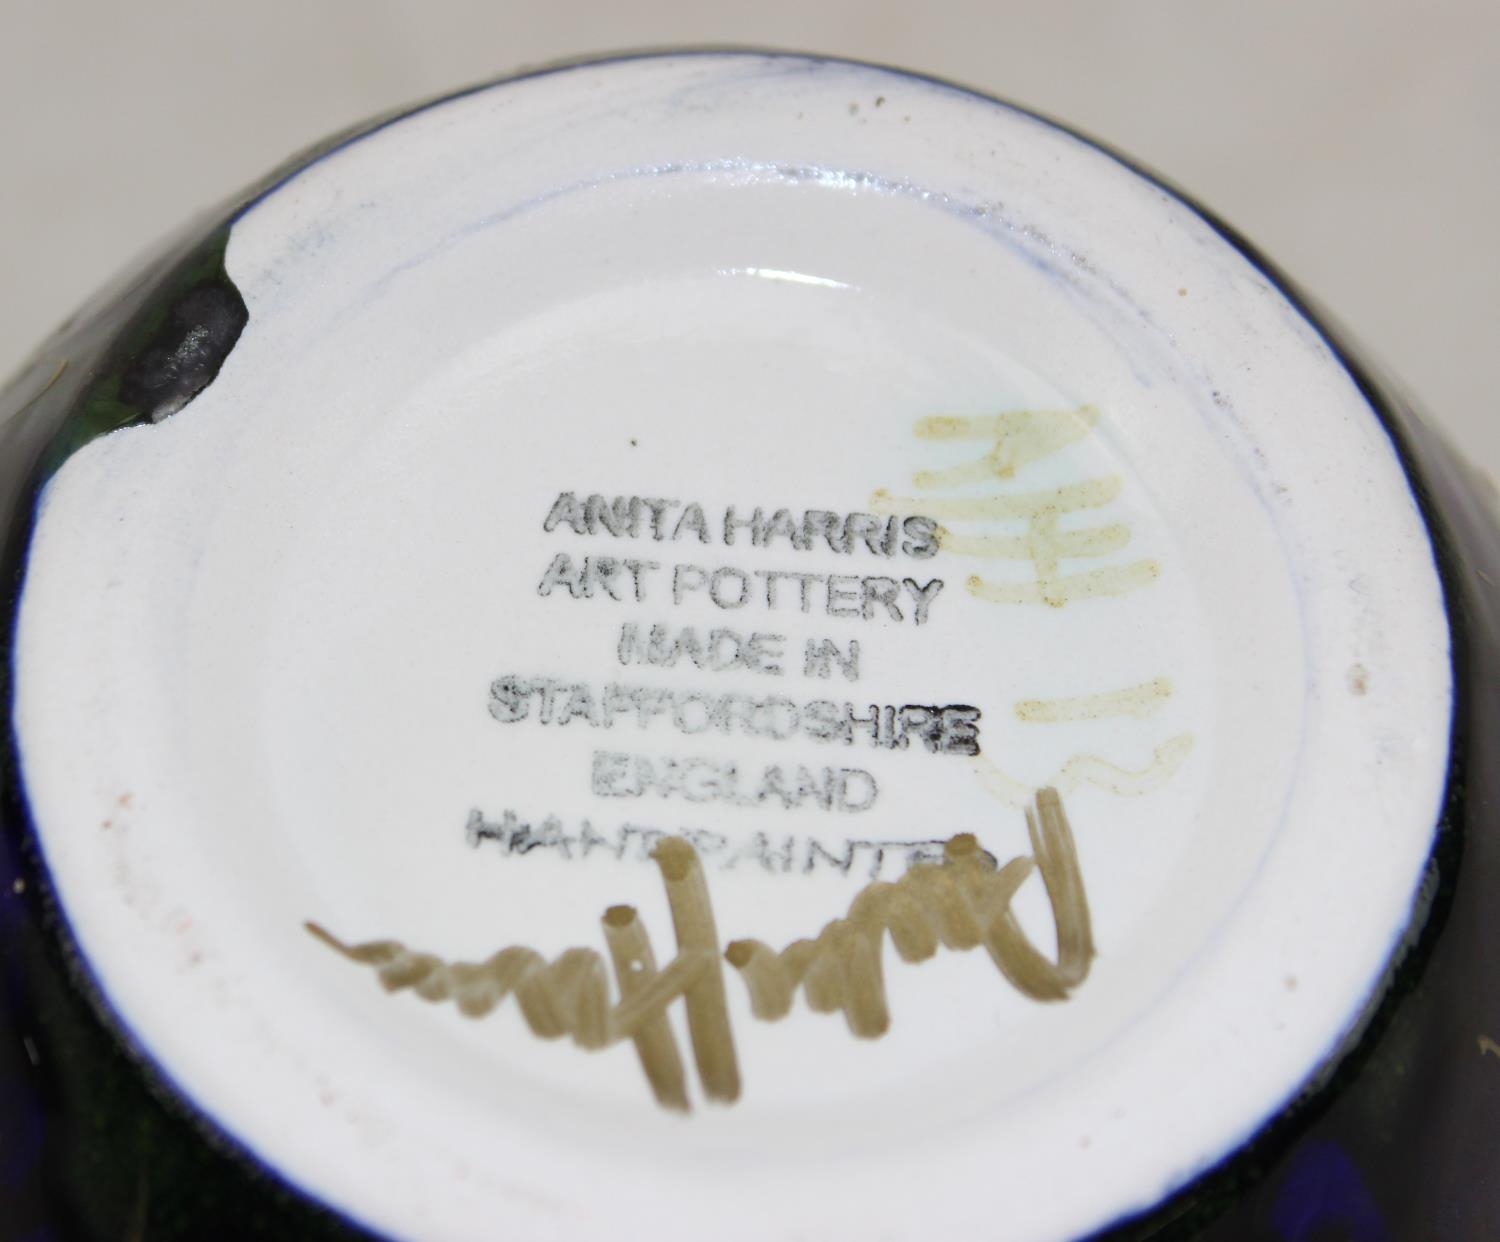 ANITA HARRIS
ART POTTERY
MADE IN
STAFFORDSHIRE
ENGLAND
HANDPAINTED